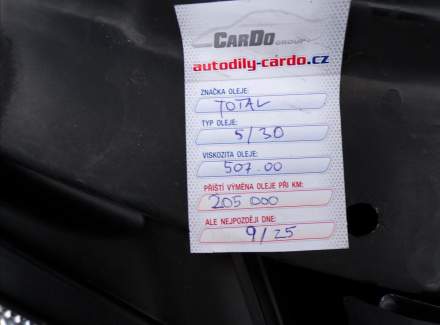 CARDO GROUP
autodily-cardo.cz
ZNAČKA OLEJE:
TOTAL
TYP OLEJE:
5/30
VISKOZITA OLEJE:
507.00
PŘÍŠTÍ VÝMĚNA OLEJE PŘI KM:
205 000
ALE NEJPOZDĚJI DNE:
9/25